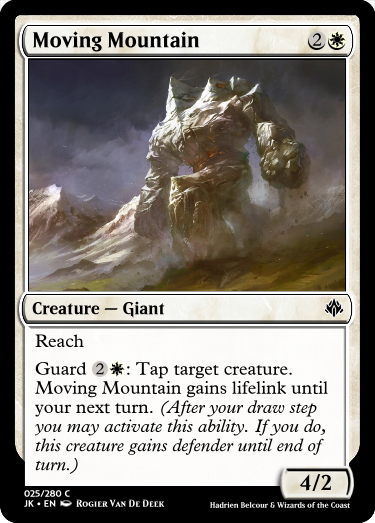 Moving Mountain 2
Creature — Giant
Reach
Guard 2: Tap target creature.
Moving Mountain gains lifelink until
your next turn. (After your draw step
you may activate this ability. If you do,
this creature gains defender until end of
turn.)
4/2
025/280 C
JK • EN Rogier Van De Deek
Hadrien Belcour & Wizards of the Coast